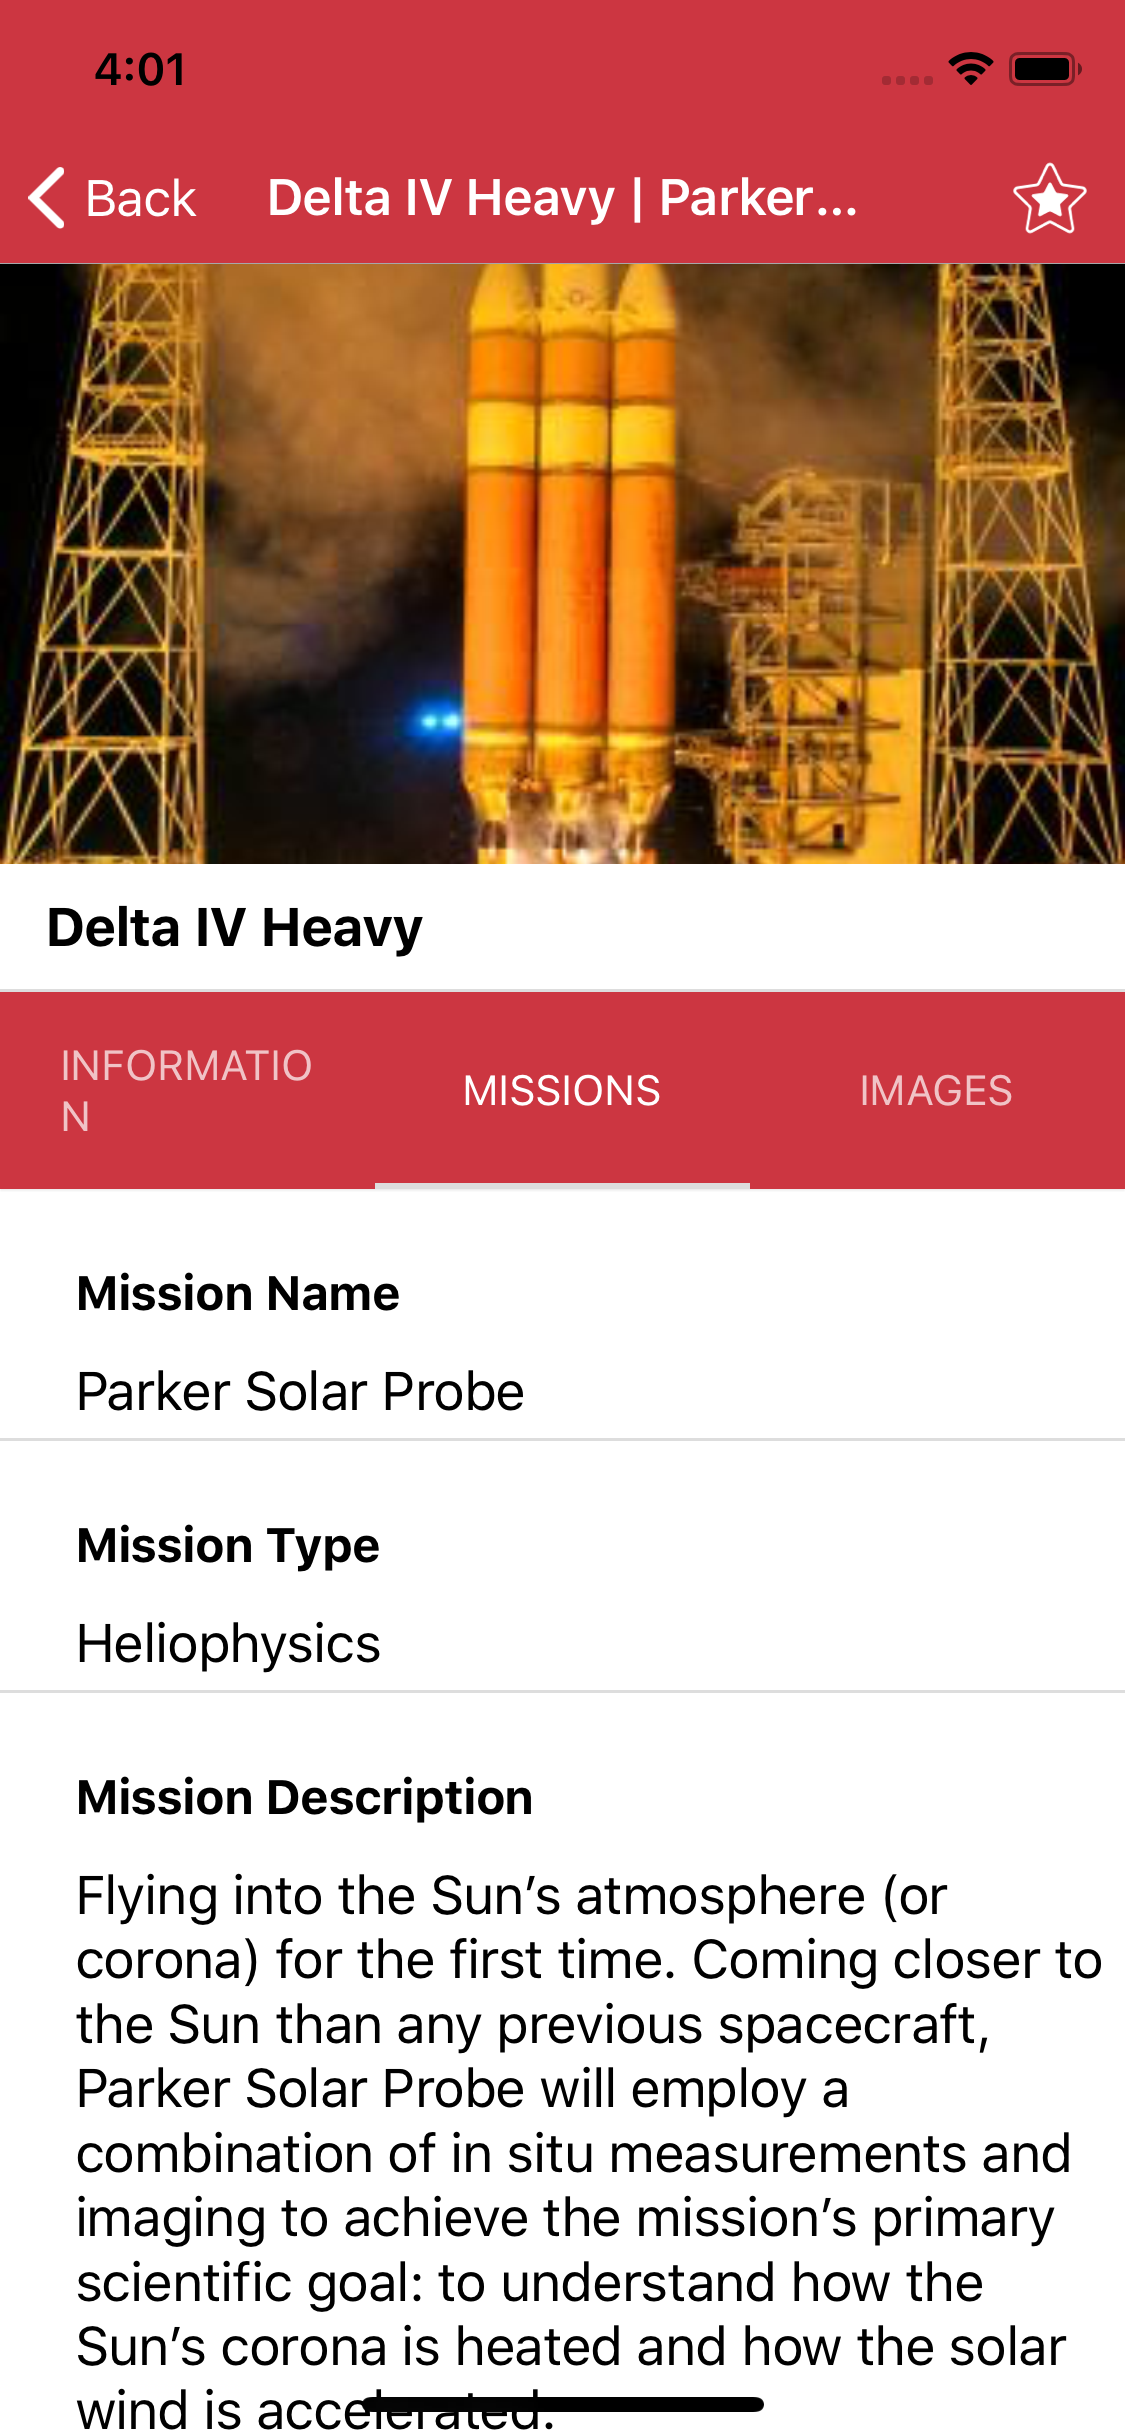 4:01
Back
Delta IV Heavy | Parker...
Delta IV Heavy
INFORMATIO
N
MISSIONS
IMAGES
Mission Name
Parker Solar Probe
Mission Type
Heliophysics
Mission Description
Flying into the Sun’s atmosphere (or
corona) for the first time. Coming closer to
the Sun than any previous spacecraft,
Parker Solar Probe will employ a
combination of in situ measurements and
imaging to achieve the mission’s primary
scientific goal: to understand how the
Sun’s corona is heated and how the solar
wind is accelerated.